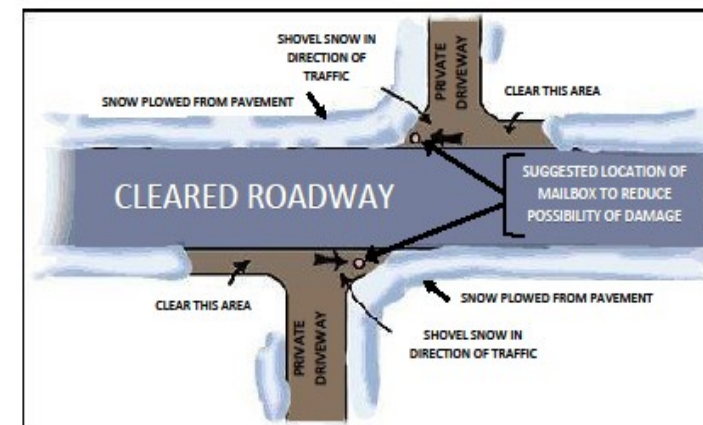 SHOVEL SNOW IN
DIRECTION OF
TRAFFIC
PRIVATE
DRIVEWAY
CLEAR THIS AREA
SNOW PLOWED FROM PAVEMENT
CLEARED ROADWAY
SUGGESTED LOCATION OF
MAILBOX TO REDUCE
POSSIBILITY OF DAMAGE
CLEAR THIS AREA
SNOW PLOWED FROM PAVEMENT
SHOVEL SNOW IN
DIRECTION OF TRAFFIC
PRIVATE
DRIVEWAY